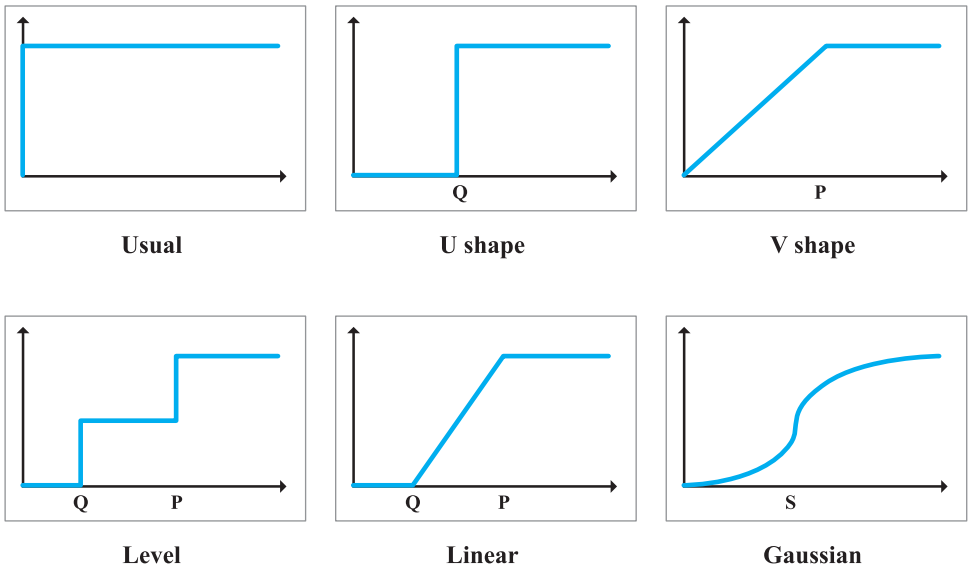 Q
P
Usual
U shape
V shape
Q
P
Q
P
S
Level
Linear
Gaussian